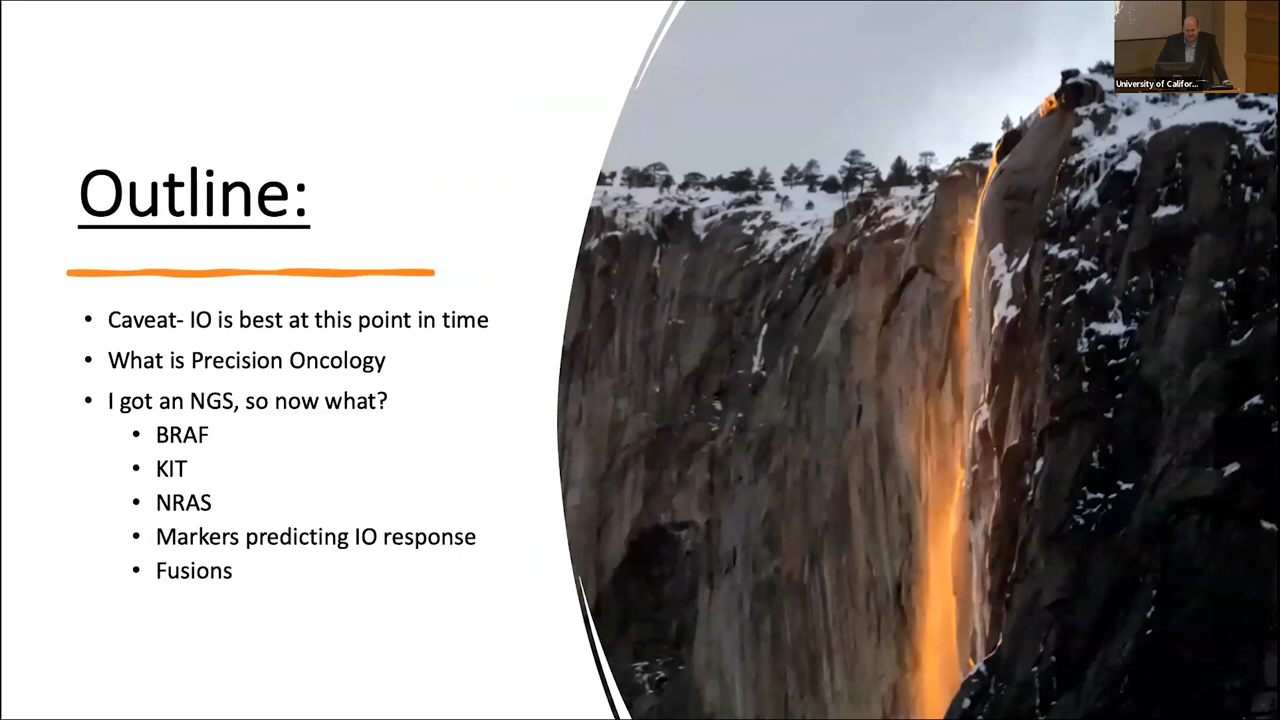 University of Califor...
Outline:
• Caveat- IO is best at this point in time
• What is Precision Oncology
• I got an NGS, so now what?
• BRAF
• KIT
• NRAS
• Markers predicting IO response
• Fusions